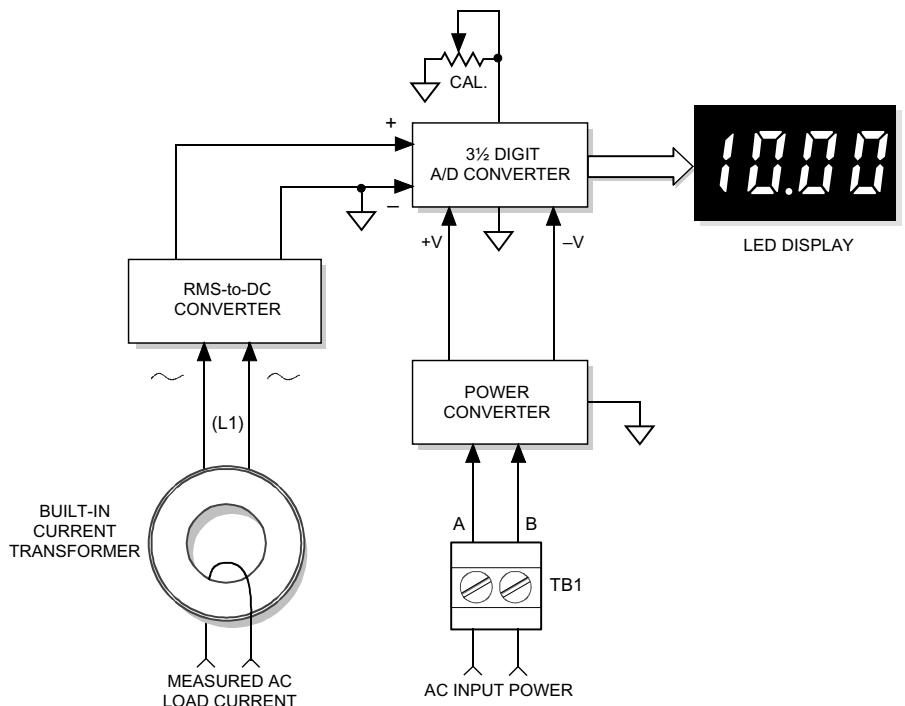 CAL.
+
3½ DIGIT
A/D CONVERTER
–
10.00
LED DISPLAY
+V
–V
RMS-to-DC
CONVERTER
POWER
CONVERTER
(L1)
BUILT-IN
CURRENT
TRANSFORMER
A
B
TB1
MEASURED AC
LOAD CURRENT
AC INPUT POWER